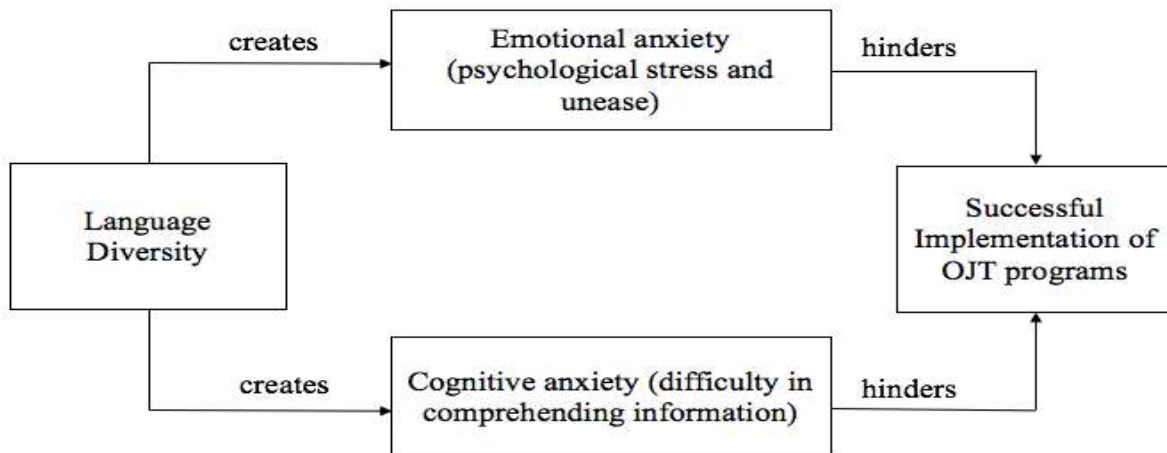 creates
Emotional anxiety
(psychological stress and
unease)
hinders
Language
Diversity
Successful
Implementation of
OJT programs
creates
Cognitive anxiety (difficulty in
comprehending information)
hinders